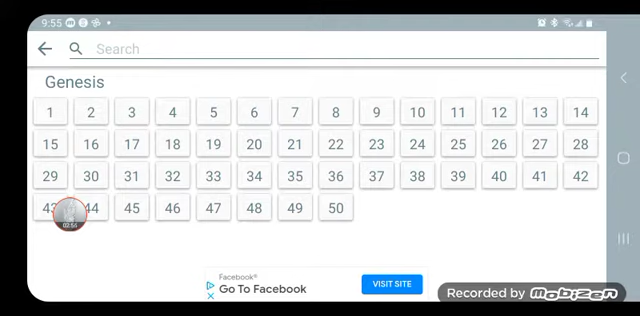 9:55
Search
Genesis
1 2 3 4 5 6 7 8 9 10 11 12 13 14
15 16 17 18 19 20 21 22 23 24 25 26 27 28
29 30 31 32 33 34 35 36 37 38 39 40 41 42
43 44 45 46 47 48 49 50
02:55
Facebook®
Go To Facebook
VISIT SITE
Recorded by mobizen